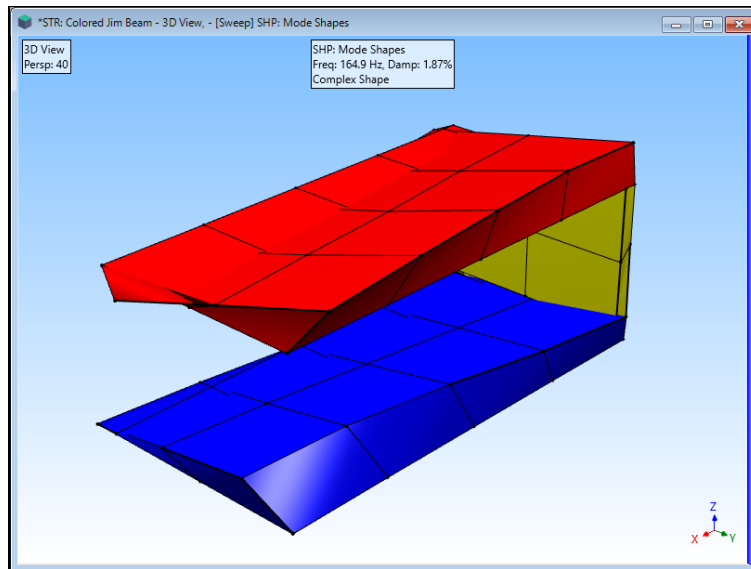 *STR: Colored Jim Beam - 3D View, - [Sweep] SHP: Mode Shapes
3D View
Persp: 40
SHP: Mode Shapes
Freq: 164.9 Hz, Damp: 1.87%
Complex Shape
Z
X
Y